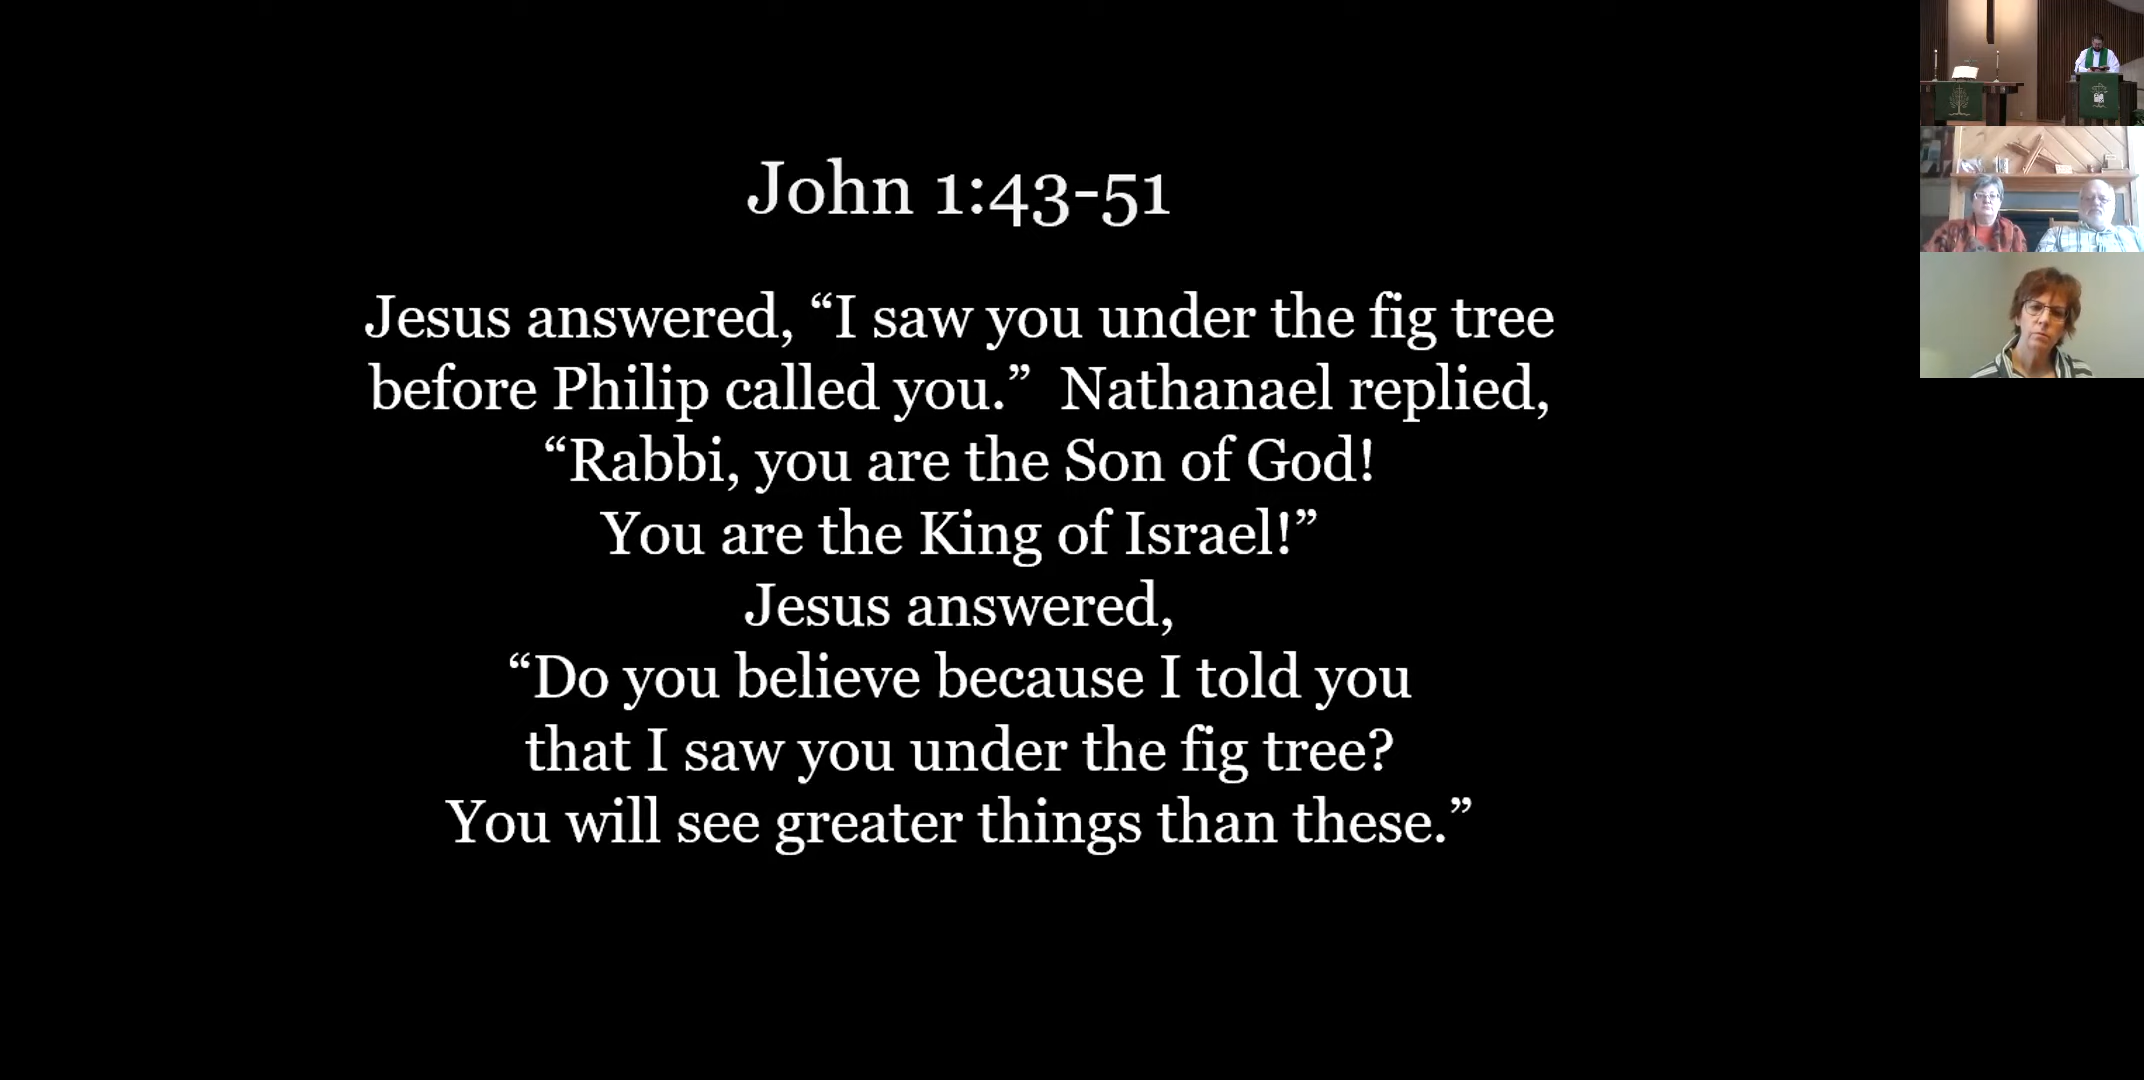 John 1:43-51
Jesus answered, “I saw you under the fig tree
before Philip called you.”  Nathanael replied,
“Rabbi, you are the Son of God!
You are the King of Israel!”
Jesus answered,
“Do you believe because I told you
that I saw you under the fig tree?
You will see greater things than these.”